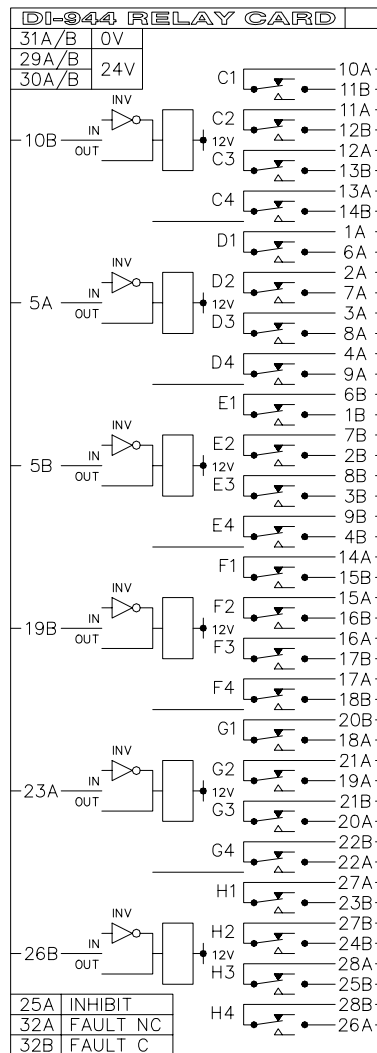 DI-944 RELAY CARD
31A/B 0V
29A/B 24V
30A/B
C1 10A
11B
INV
C2 11A
10B IN 12B
OUT 12V
C3 12A
13B
C4 13A
14B
D1 1A
6A
INV
D2 2A
5A IN 7A
OUT 12V
D3 3A
8A
D4 4A
9A
E1 6B
1B
INV
E2 7B
5B IN 2B
OUT 12V
E3 8B
3B
E4 9B
4B
F1 14A
15B
INV
F2 15A
19B IN 16B
OUT 12V
F3 16A
17B
F4 17A
18B
G1 20B
18A
INV
G2 21A
23A IN 19A
OUT 12V
G3 21B
20A
G4 22B
22A
H1 27A
23B
INV
H2 27B
26B IN 24B
OUT 12V
H3 28A
25B
H4 28B
26A
25A INHIBIT
32A FAULT NC
32B FAULT C